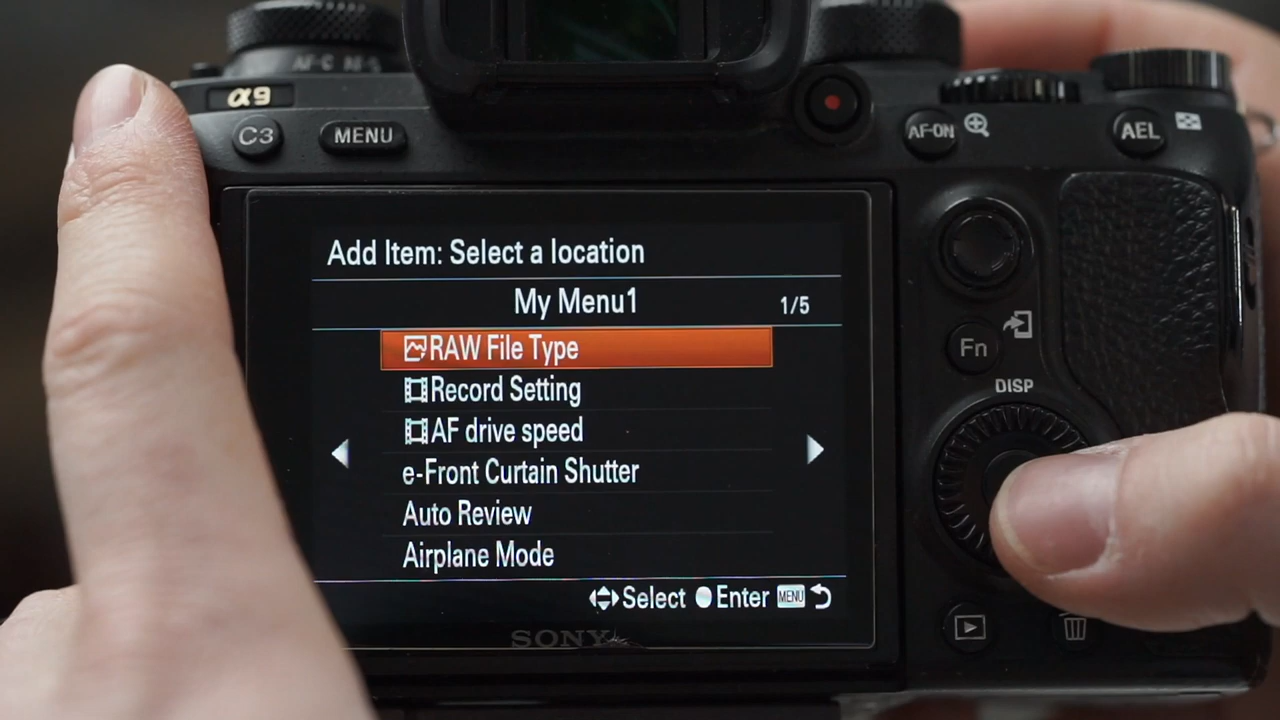 α9
C3
MENU
AF-ON
AEL
Add Item: Select a location
My Menu1 1/5
RAW File Type
Record Setting
AF drive speed
e-Front Curtain Shutter
Auto Review
Airplane Mode
Select Enter MENU
Fn
DISP
SONY